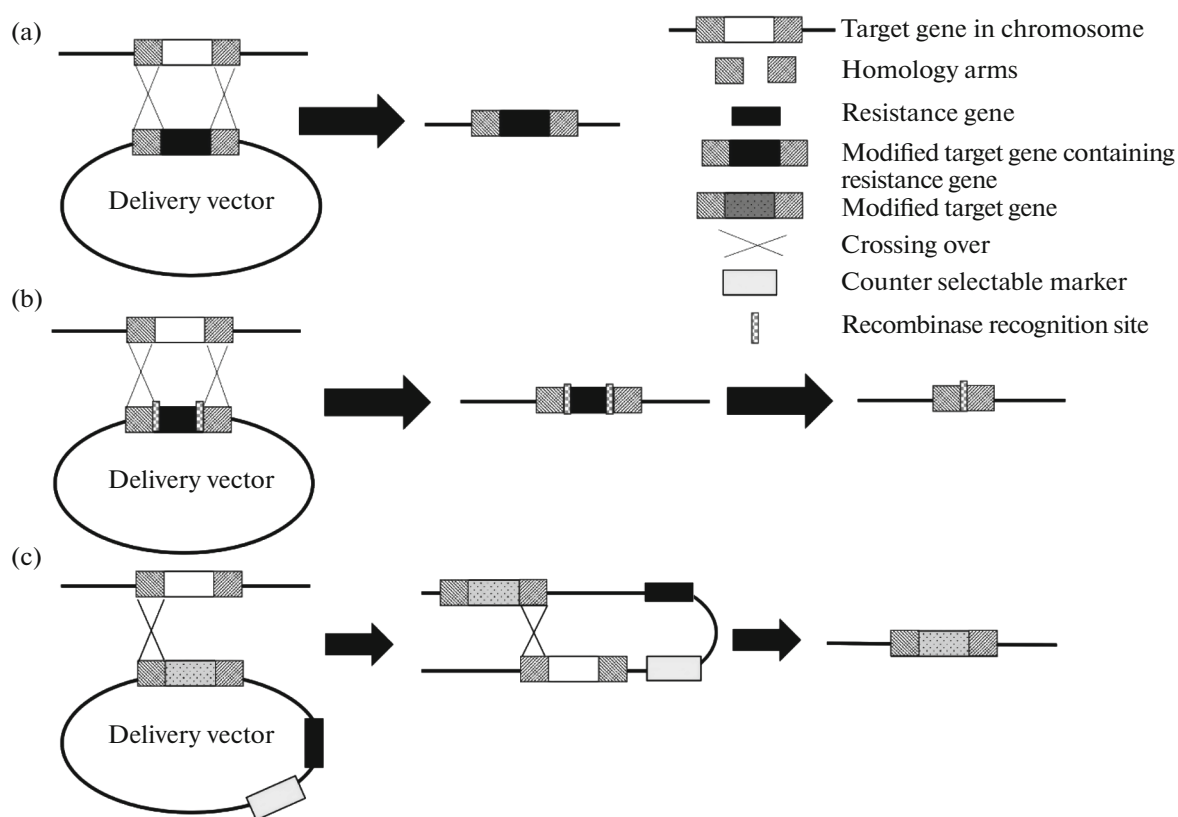 (a)
Delivery vector
Target gene in chromosome
Homology arms
Resistance gene
Modified target gene containing
resistance gene
Modified target gene
Crossing over
Counter selectable marker
Recombinase recognition site
(b)
Delivery vector
(c)
Delivery vector